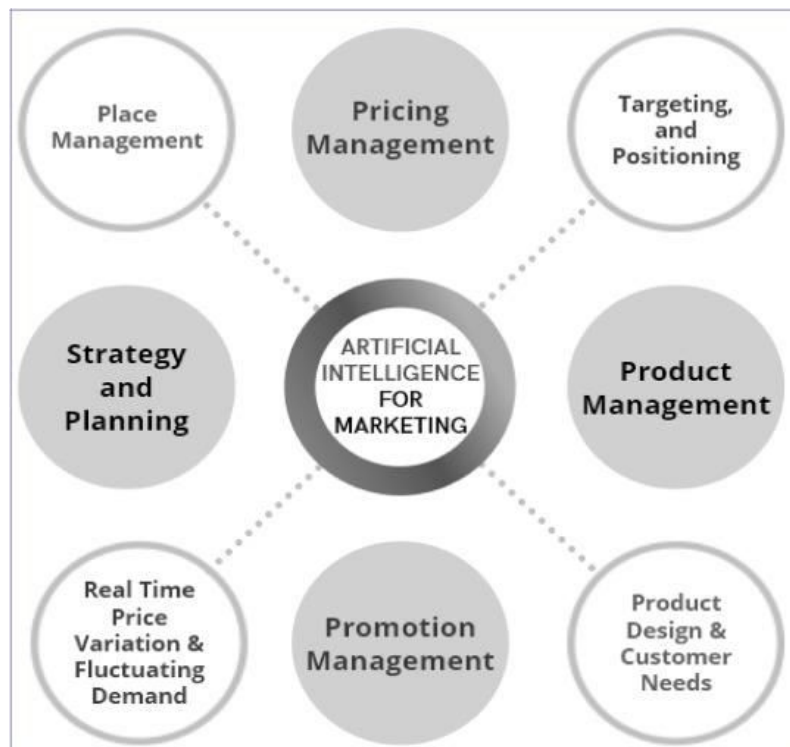 Place
Management
Pricing
Management
Targeting,
and
Positioning
Strategy
and
Planning
ARTIFICIAL
INTELLIGENCE
FOR
MARKETING
Product
Management
Real Time
Price
Variation &
Fluctuating
Demand
Promotion
Management
Product
Design &
Customer
Needs